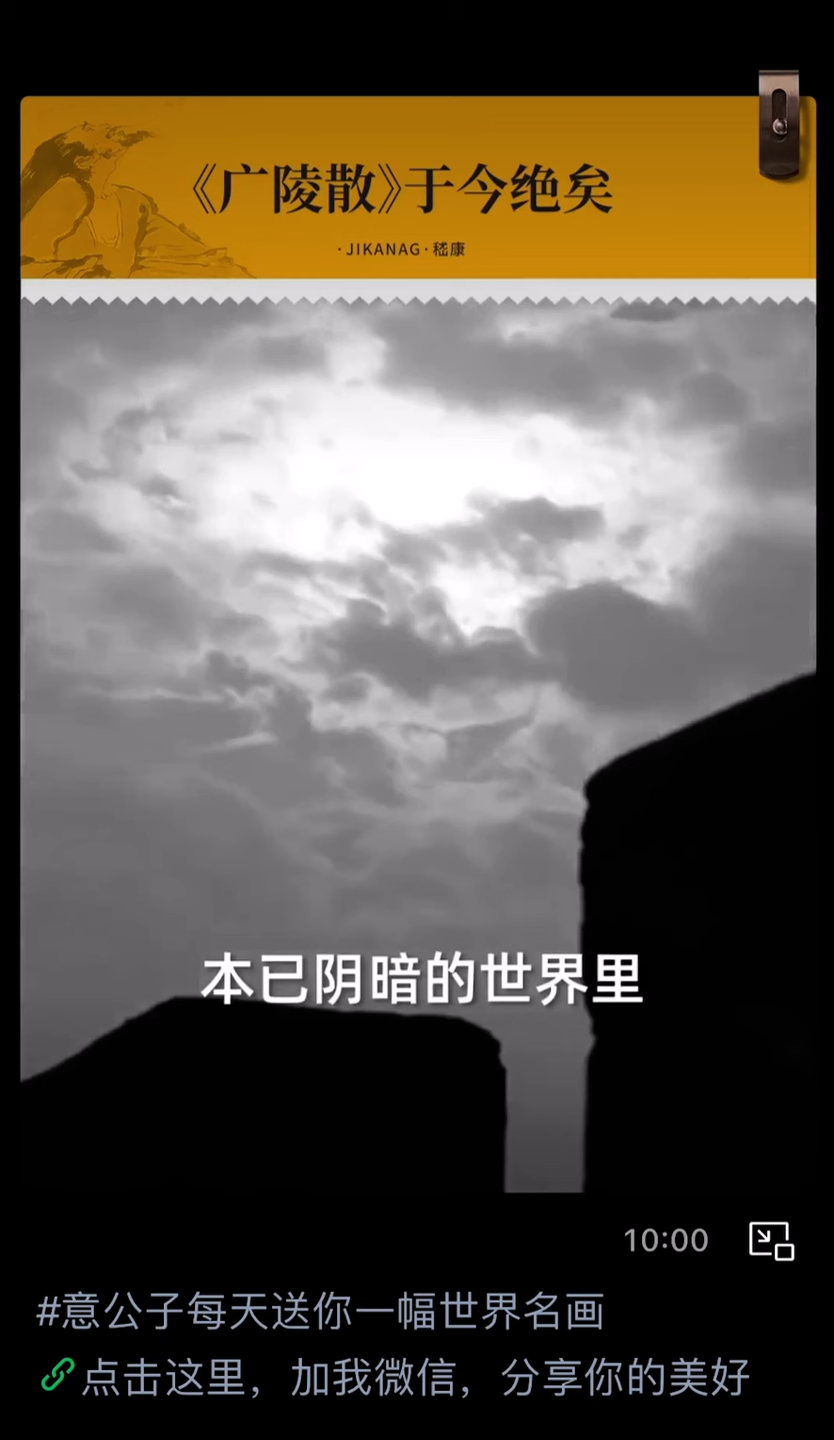 《广陵散》于今绝矣
·JIKANAG·嵇康
本已阴暗的世界里
10:00
#意公子每天送你一幅世界名画
点击这里，加我微信，分享你的美好